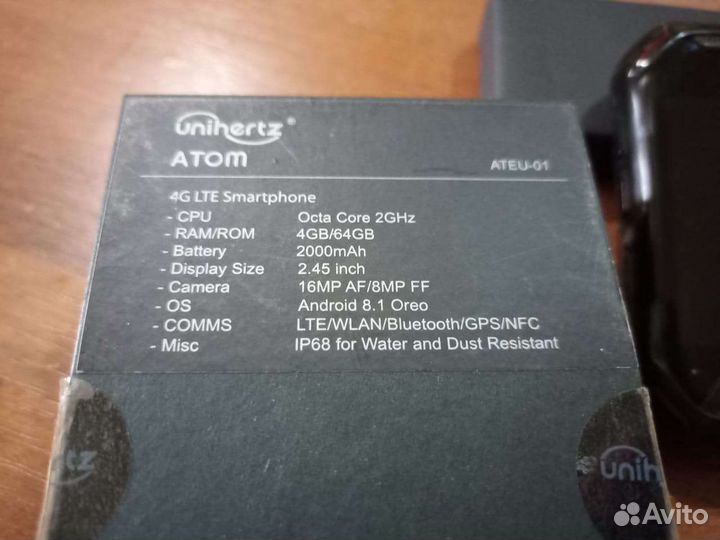 unihertz®
ATOM ATEU-01
4G LTE Smartphone
- CPU Octa Core 2GHz
- RAM/ROM 4GB/64GB
- Battery 2000mAh
- Display Size 2.45 inch
- Camera 16MP AF/8MP FF
- OS Android 8.1 Oreo
- COMMS LTE/WLAN/Bluetooth/GPS/NFC
- Misc IP68 for Water and Dust Resistant
tz
unih
Avito